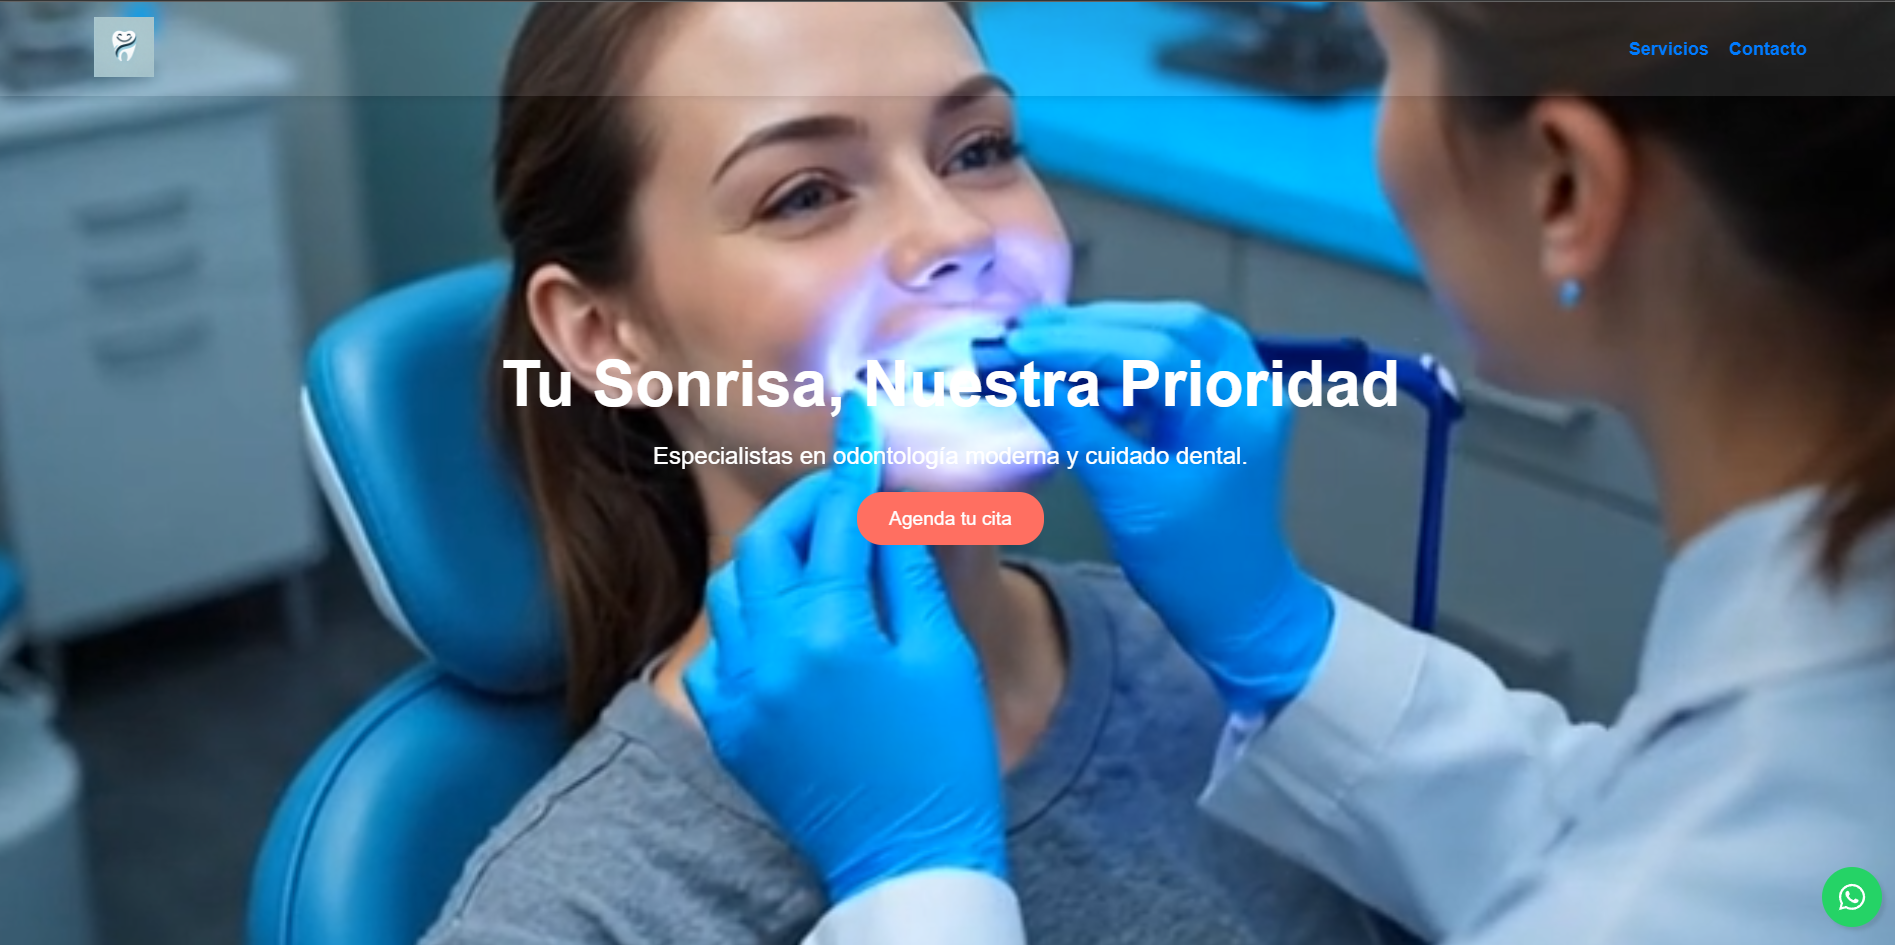 Servicios Contacto
Tu Sonrisa, Nuestra Prioridad
Especialistas en odontología moderna y cuidado dental.
Agenda tu cita